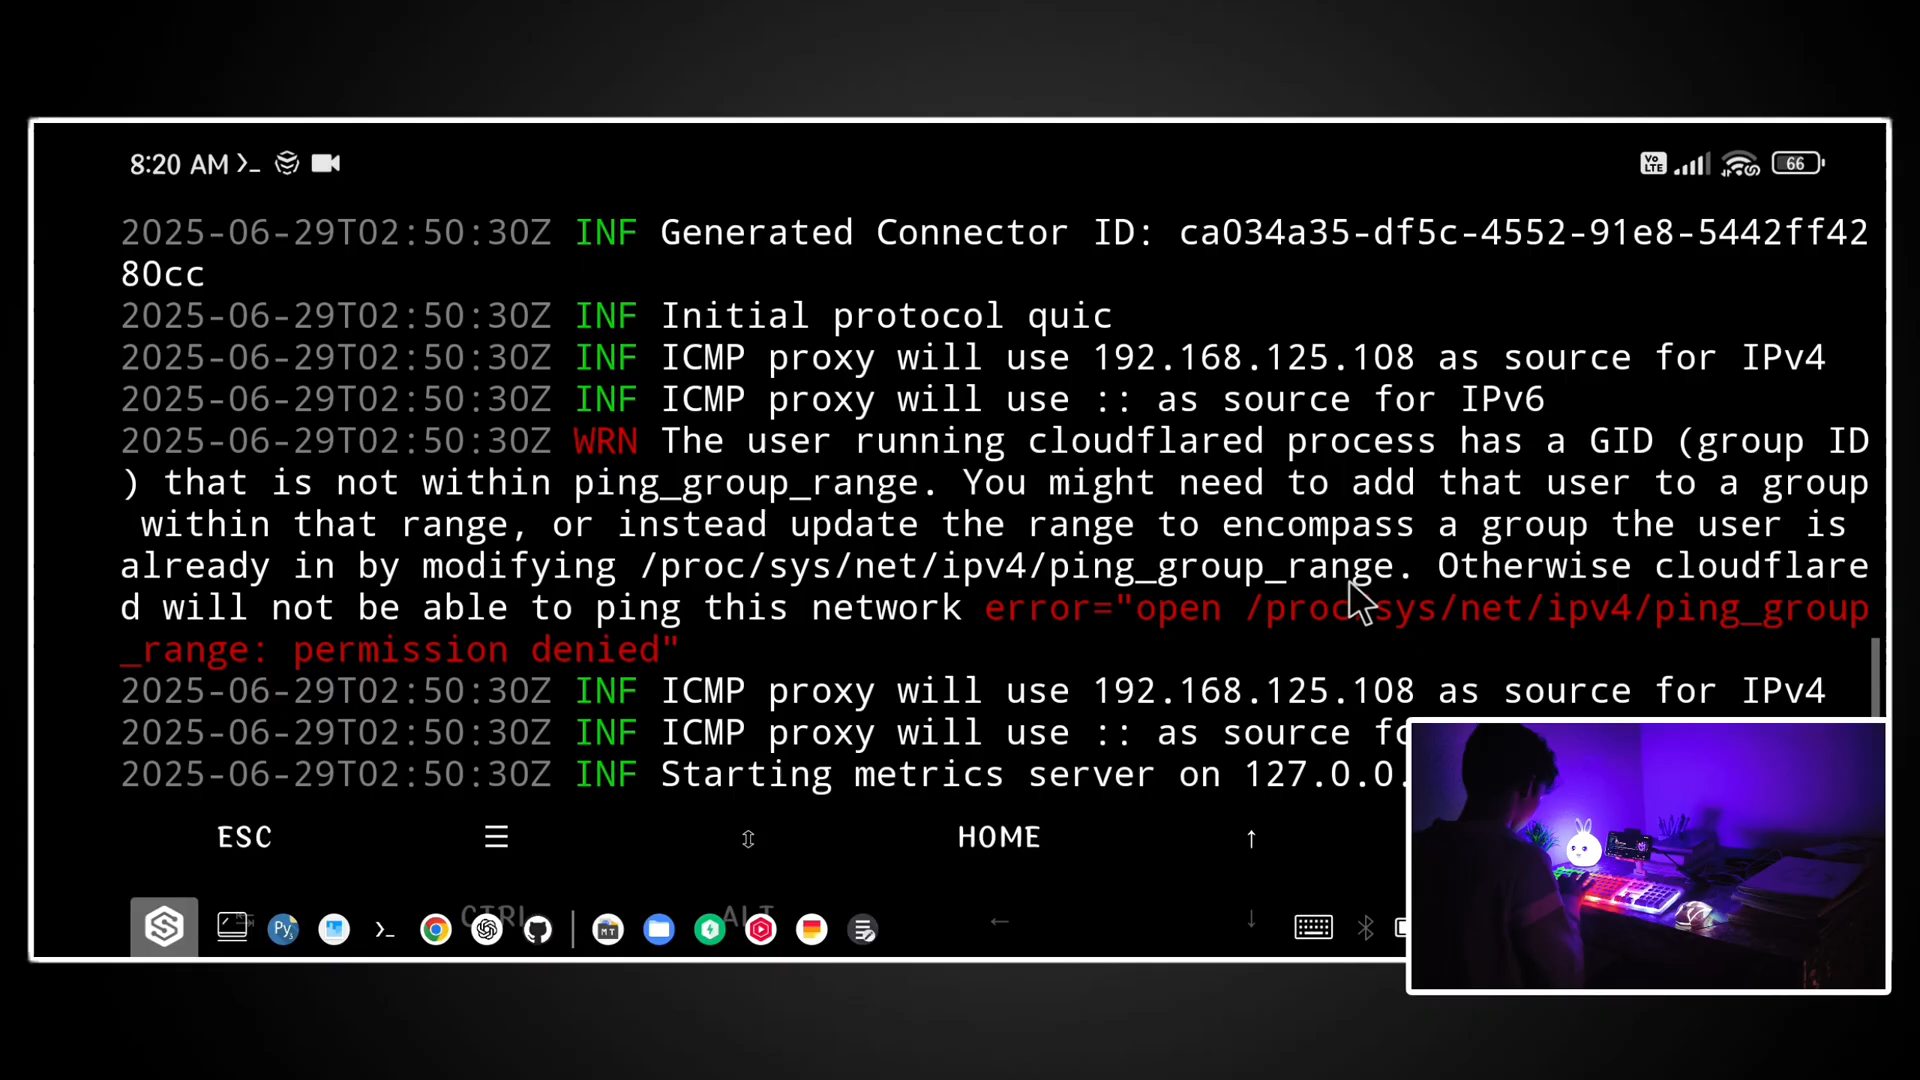 8:20 AM
Vo LTE
66
2025-06-29T02:50:30Z INF Generated Connector ID: ca034a35-df5c-4552-91e8-5442ff42
80cc
2025-06-29T02:50:30Z INF Initial protocol quic
2025-06-29T02:50:30Z INF ICMP proxy will use 192.168.125.108 as source for IPv4
2025-06-29T02:50:30Z INF ICMP proxy will use :: as source for IPv6
2025-06-29T02:50:30Z WRN The user running cloudflared process has a GID (group ID
) that is not within ping_group_range. You might need to add that user to a group
within that range, or instead update the range to encompass a group the user is
already in by modifying /proc/sys/net/ipv4/ping_group_range. Otherwise cloudflare
d will not be able to ping this network error="open /proc/sys/net/ipv4/ping_group
_range: permission denied"
2025-06-29T02:50:30Z INF ICMP proxy will use 192.168.125.108 as source for IPv4
2025-06-29T02:50:30Z INF ICMP proxy will use :: as source
2025-06-29T02:50:30Z INF Starting metrics server on 127.0.0.
ESC ☰ ⇳ HOME ↑
CTRL ALT ← ↓
Py
MT